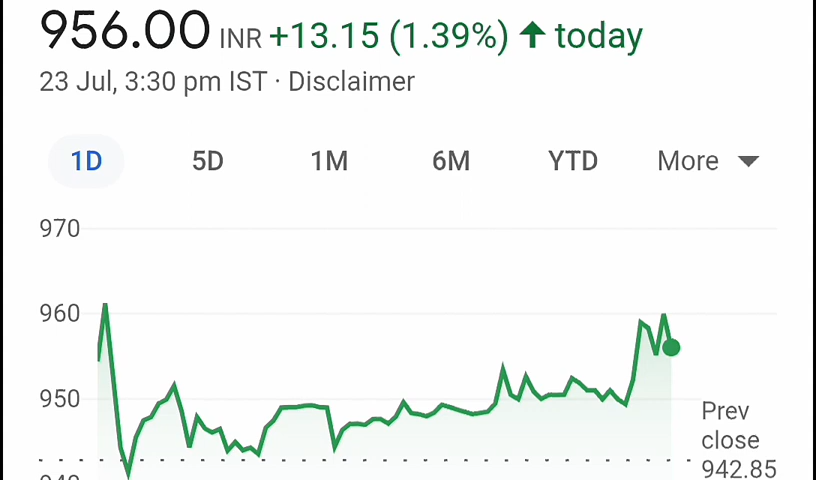 956.00 INR +13.15 (1.39%) ↑ today
23 Jul, 3:30 pm IST · Disclaimer
1D 5D 1M 6M YTD More
970
960
950
Prev
close
942.85